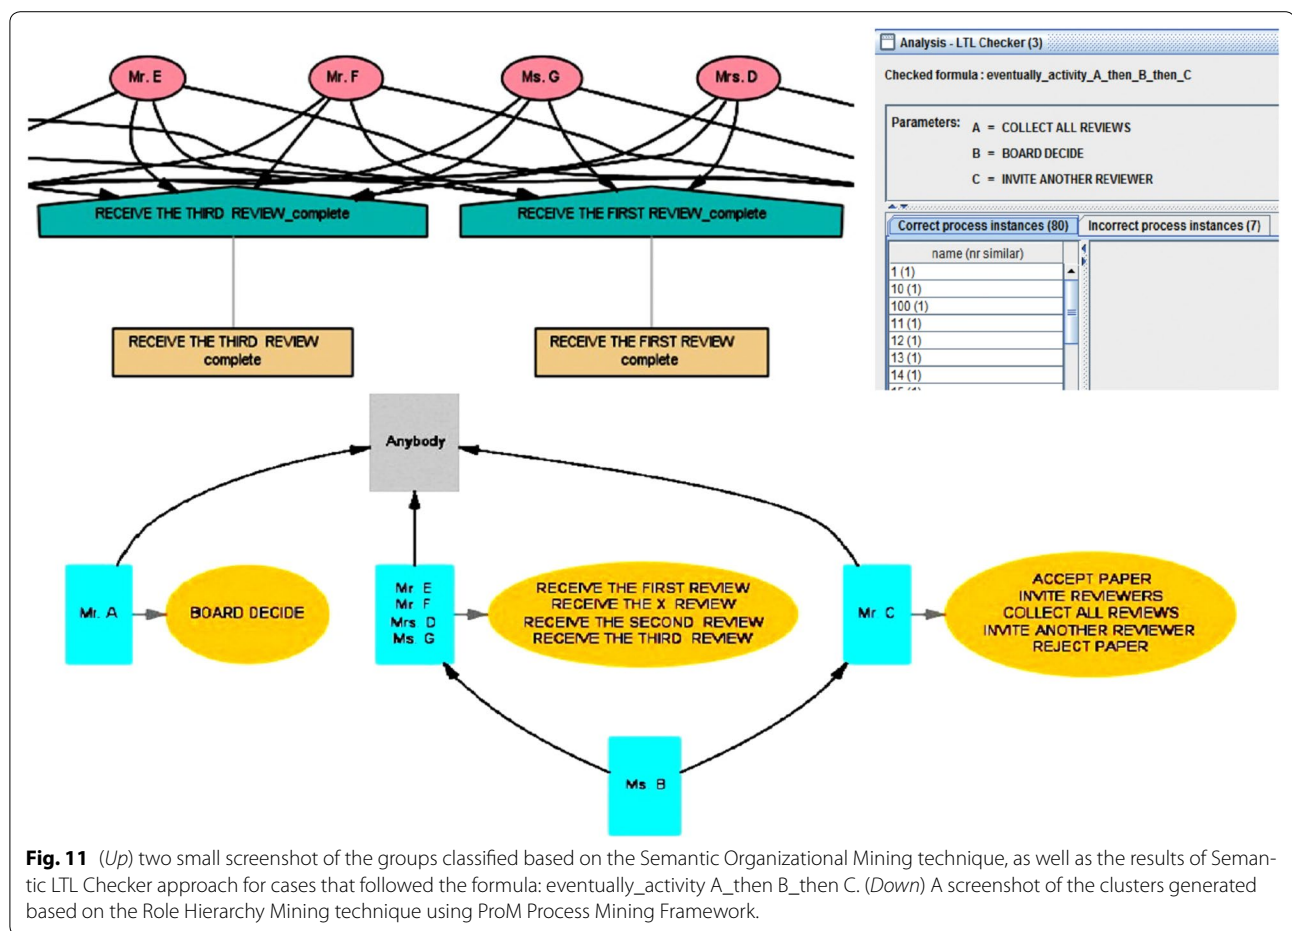 Mr. E
Mr. F
Ms. G
Mrs. D
RECEIVE THE THIRD REVIEW_complete
RECEIVE THE FIRST REVIEW_complete
RECEIVE THE THIRD REVIEW
complete
RECEIVE THE FIRST REVIEW
complete
Analysis - LTL Checker (3)
Checked formula : eventually_activity_A_then_B_then_C
Parameters: A = COLLECT ALL REVIEWS
B = BOARD DECIDE
C = INVITE ANOTHER REVIEWER
Correct process instances (80) Incorrect process instances (7)
name (nr similar)
1 (1)
10 (1)
100 (1)
11 (1)
12 (1)
13 (1)
14 (1)
15 (1)
Anybody
Mr. A
BOARD DECIDE
Mr E
Mr F
Mrs D
Ms G
RECEIVE THE FIRST REVIEW
RECEIVE THE X REVIEW
RECEIVE THE SECOND REVIEW
RECEIVE THE THIRD REVIEW
Mr C
ACCEPT PAPER
INVITE REVIEWERS
COLLECT ALL REVIEWS
INVITE ANOTHER REVIEWER
REJECT PAPER
Ms B
Fig. 11 (Up) two small screenshot of the groups classified based on the Semantic Organizational Mining technique, as well as the results of Seman-
tic LTL Checker approach for cases that followed the formula: eventually_activity A_then B_then C. (Down) A screenshot of the clusters generated
based on the Role Hierarchy Mining technique using ProM Process Mining Framework.